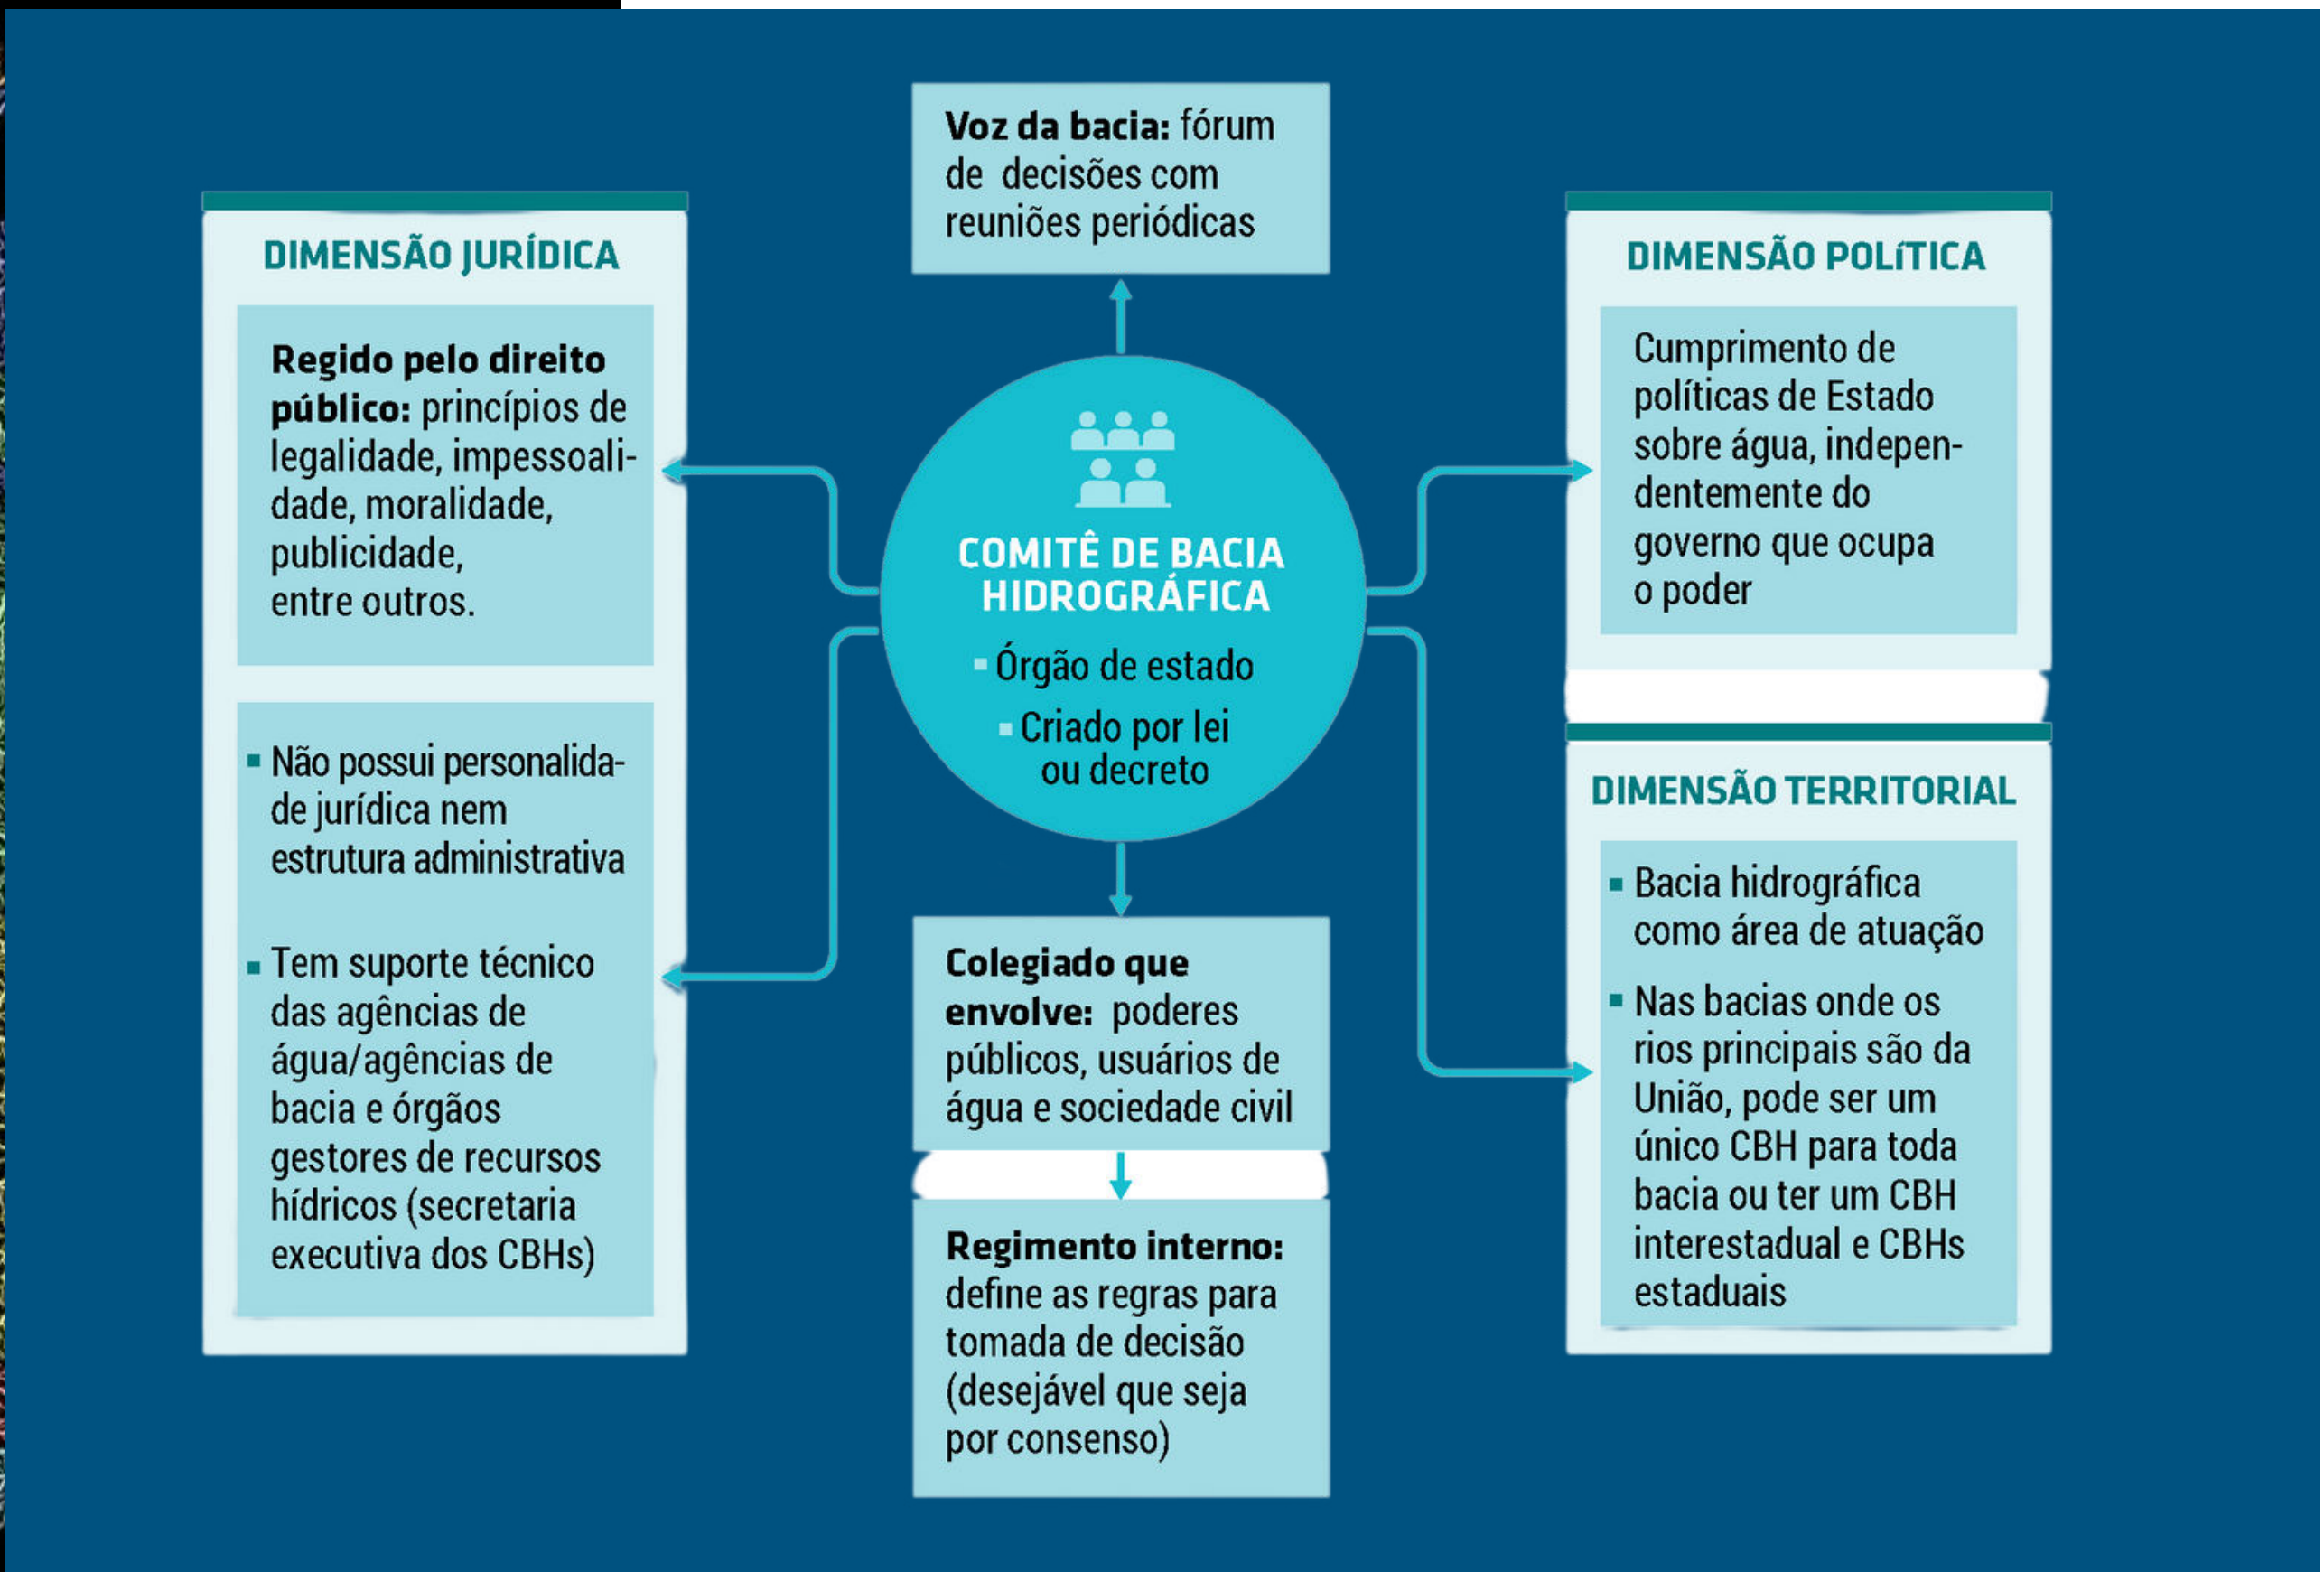 Voz da bacia: fórum
de decisões com
reuniões periódicas
DIMENSÃO JURÍDICA
Regido pelo direito
público: princípios de
legalidade, impessoali-
dade, moralidade,
publicidade,
entre outros.
▪ Não possui personalida-
de jurídica nem
estrutura administrativa
▪ Tem suporte técnico
das agências de
água/agências de
bacia e órgãos
gestores de recursos
hídricos (secretaria
executiva dos CBHs)
COMITÊ DE BACIA
HIDROGRÁFICA
▪ Órgão de estado
▪ Criado por lei
ou decreto
Colegiado que
envolve: poderes
públicos, usuários de
água e sociedade civil
Regimento interno:
define as regras para
tomada de decisão
(desejável que seja
por consenso)
DIMENSÃO POLíTICA
Cumprimento de
políticas de Estado
sobre água, indepen-
dentemente do
governo que ocupa
o poder
DIMENSÃO TERRITORIAL
▪ Bacia hidrográfica
como área de atuação
▪ Nas bacias onde os
rios principais são da
União, pode ser um
único CBH para toda
bacia ou ter um CBH
interestadual e CBHs
estaduais